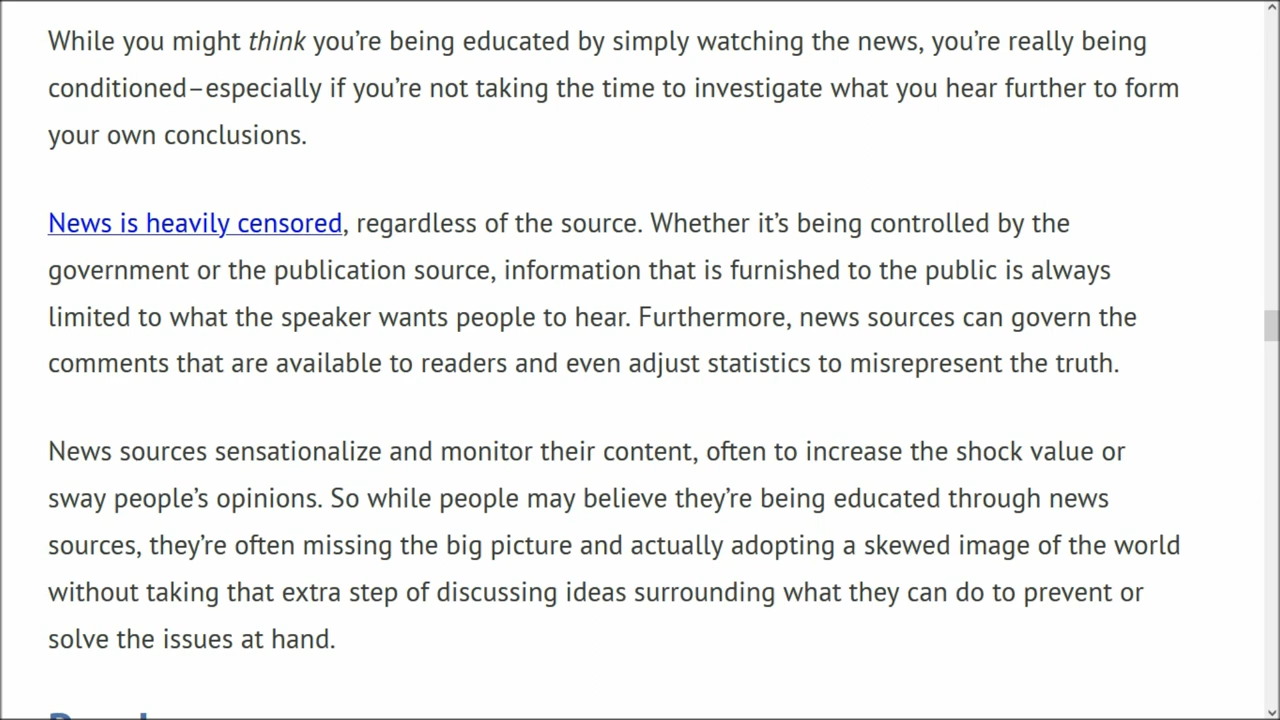 While you might think you’re being educated by simply watching the news, you’re really being
conditioned–especially if you’re not taking the time to investigate what you hear further to form
your own conclusions.
News is heavily censored, regardless of the source. Whether it’s being controlled by the
government or the publication source, information that is furnished to the public is always
limited to what the speaker wants people to hear. Furthermore, news sources can govern the
comments that are available to readers and even adjust statistics to misrepresent the truth.
News sources sensationalize and monitor their content, often to increase the shock value or
sway people’s opinions. So while people may believe they’re being educated through news
sources, they’re often missing the big picture and actually adopting a skewed image of the world
without taking that extra step of discussing ideas surrounding what they can do to prevent or
solve the issues at hand.